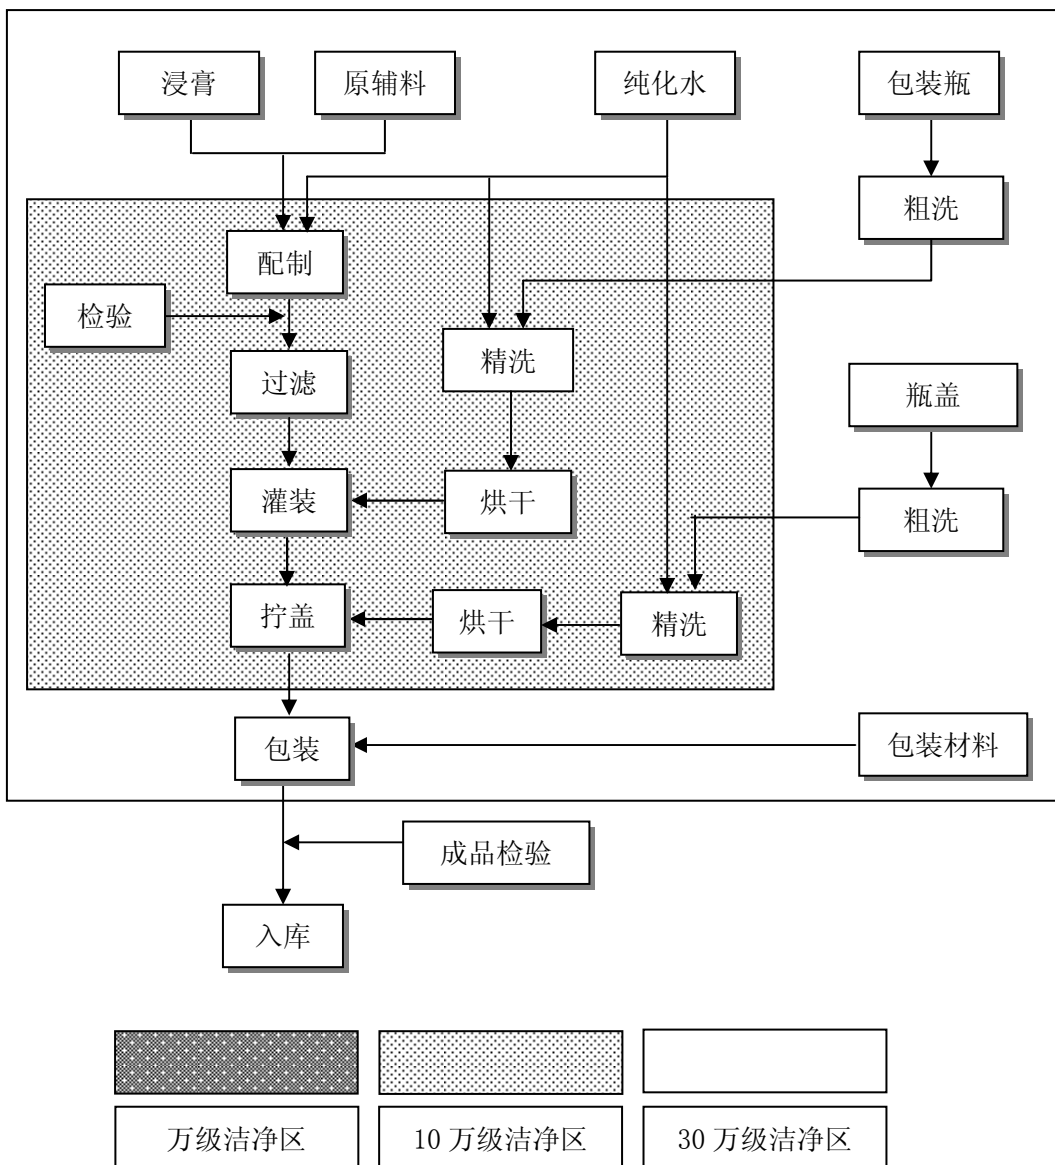 浸膏
原辅料
纯化水
包装瓶
粗洗
配制
检验
精洗
过滤
瓶盖
灌装
烘干
粗洗
拧盖
烘干
精洗
包装
包装材料
成品检验
入库
万级洁净区
10 万级洁净区
30 万级洁净区